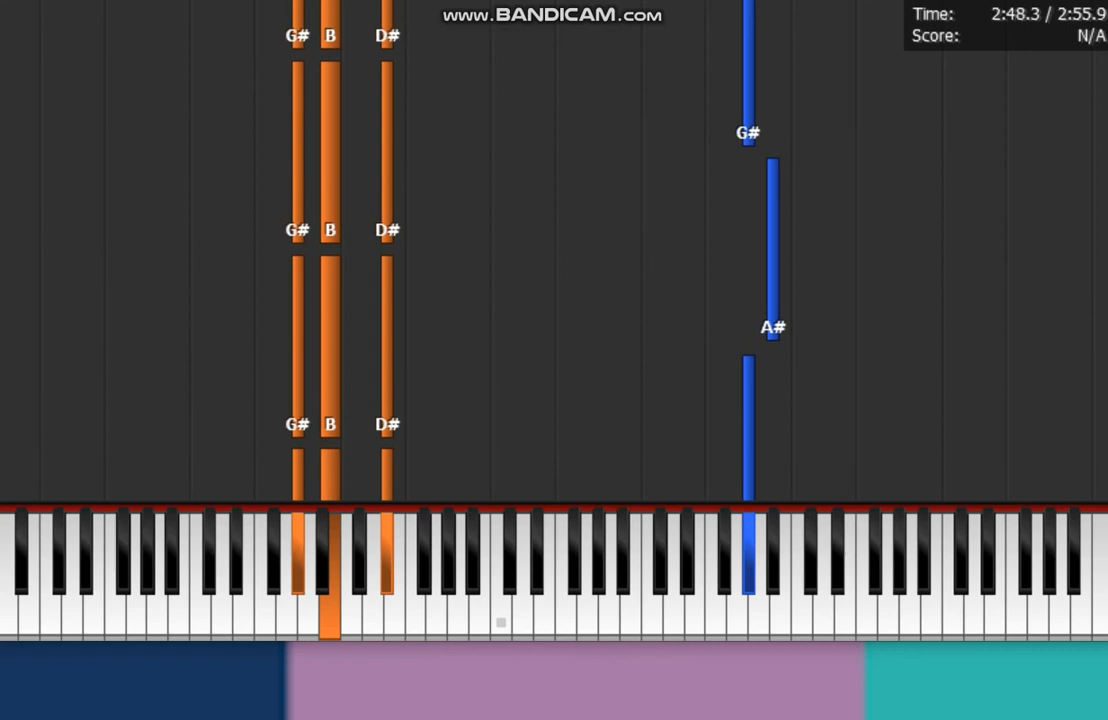 www.BANDICAM.com
Time: 2:48.3 / 2:55.9
Score: N/A
G# B D#
G#
G# B D#
A#
G# B D#